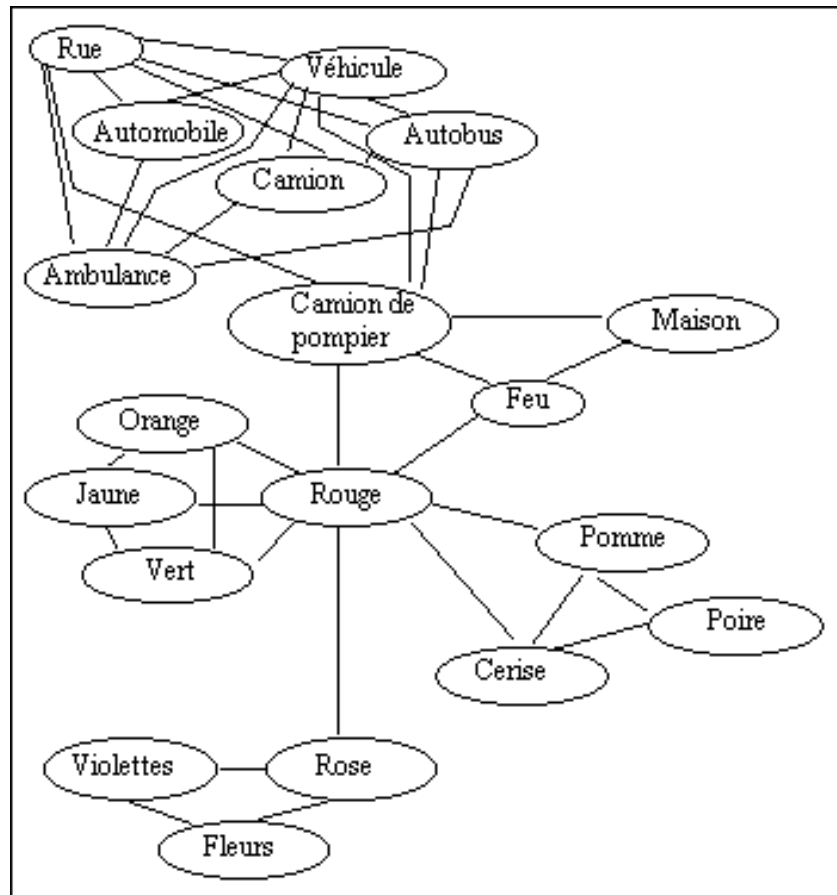 Rue
Véhicule
Automobile
Autobus
Camion
Ambulance
Camion de
pompier
Maison
Feu
Orange
Jaune
Rouge
Vert
Pomme
Poire
Cerise
Violettes
Rose
Fleurs